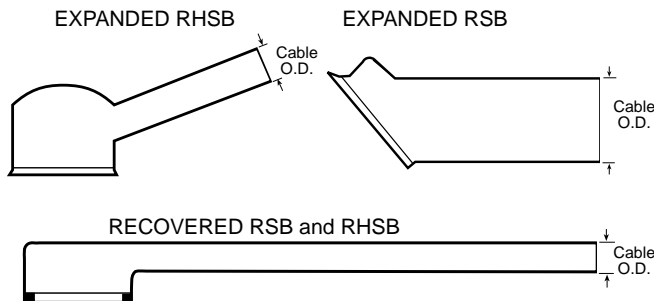 EXPANDED RHSB
EXPANDED RSB
Cable
O.D.
Cable
O.D.
RECOVERED RSB and RHSB
Cable
O.D.